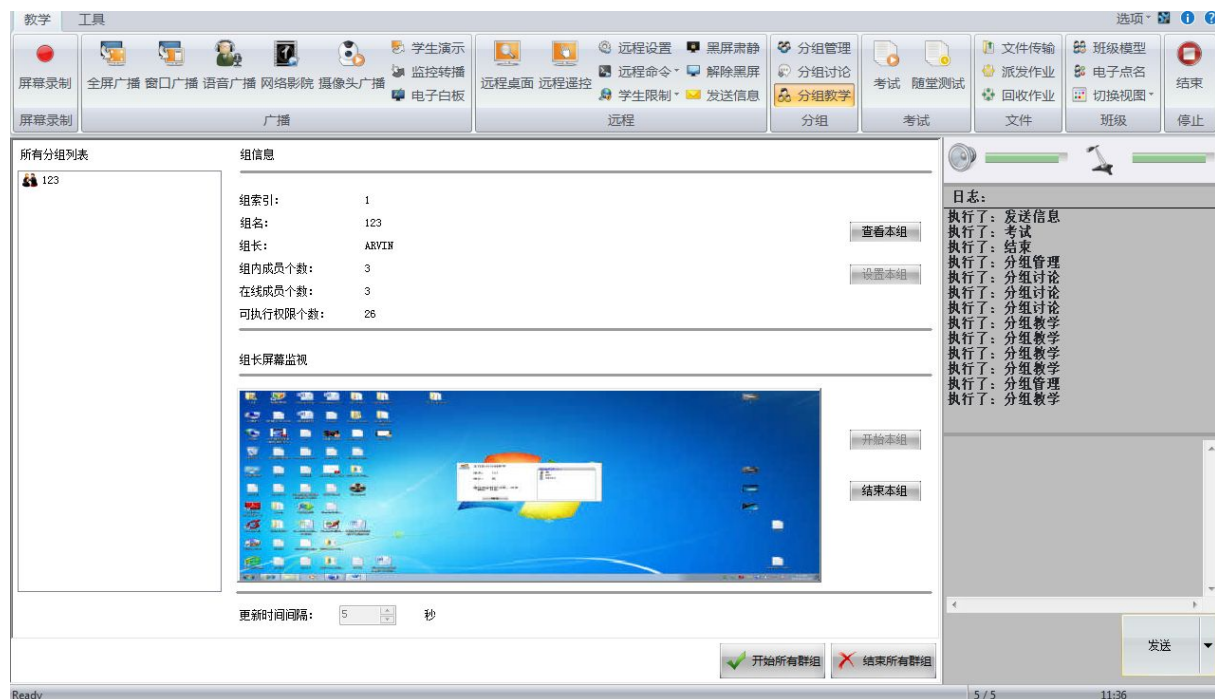 教学 工具 选项
学生演示 远程设置 黑屏肃静 分组管理 文件传输 班级模型
监控转播 远程命令 解除黑屏 分组讨论 派发作业 电子点名
屏幕录制 全屏广播 窗口广播 语音广播 网络影院 摄像头广播 远程桌面 远程遥控 考试 随堂测试 结束
电子白板 学生限制 发送信息 分组教学 回收作业 切换视图
屏幕录制 广播 远程 分组 考试 文件 班级 停止
所有分组列表
123
组信息
组索引: 1
组名: 123
组长: ARVIN
组内成员个数: 3
在线成员个数: 3
可执行权限个数: 26
查看本组
设置本组
组长屏幕监视
开始本组
结束本组
更新时间间隔: 5 秒
开始所有群组 结束所有群组
日志:
执行了: 发送信息
执行了: 考试
执行了: 结束
执行了: 分组管理
执行了: 分组讨论
执行了: 分组讨论
执行了: 分组讨论
执行了: 分组教学
执行了: 分组教学
执行了: 分组教学
执行了: 分组教学
执行了: 分组管理
执行了: 分组教学
发送
Ready 5 / 5 11:36